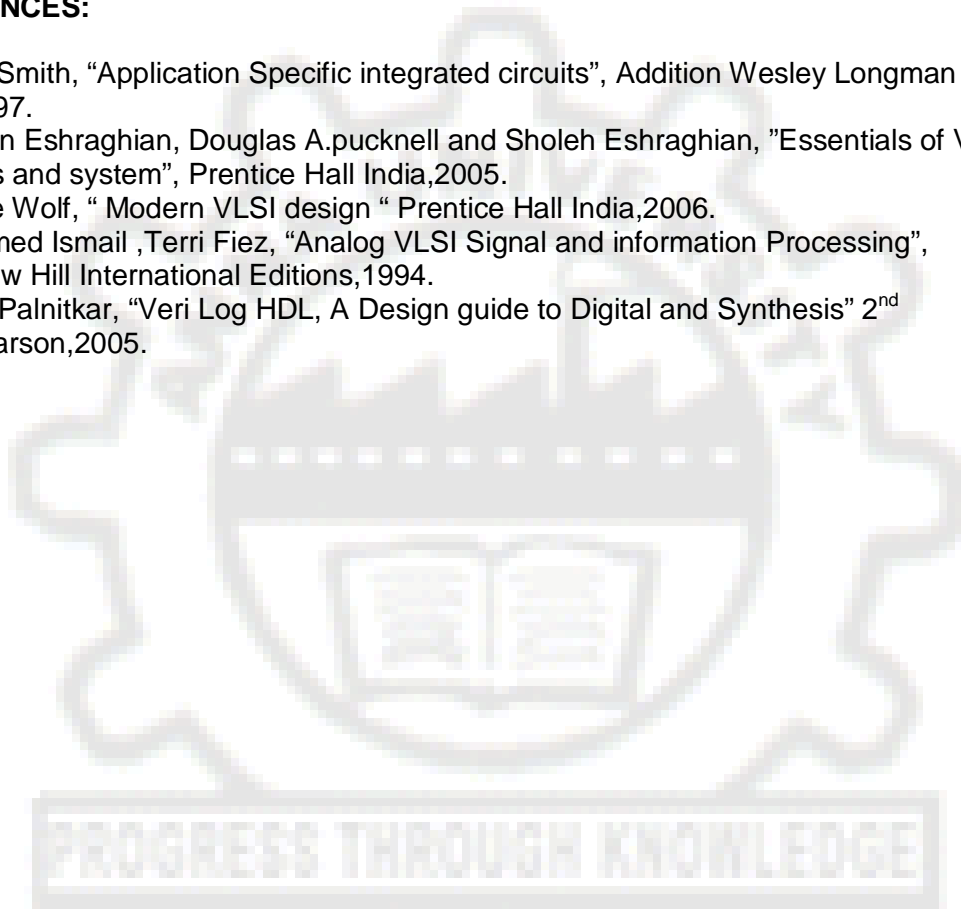 NCES:
Smith, “Application Specific integrated circuits”, Addition Wesley Longman
97.
n Eshraghian, Douglas A.pucknell and Sholeh Eshraghian, ”Essentials of V
s and system”, Prentice Hall India,2005.
e Wolf, “ Modern VLSI design “ Prentice Hall India,2006.
med Ismail ,Terri Fiez, “Analog VLSI Signal and information Processing”,
w Hill International Editions,1994.
Palnitkar, “Veri Log HDL, A Design guide to Digital and Synthesis” 2nd
arson,2005.
PROGRESS THROUGH KNOWLEDGE